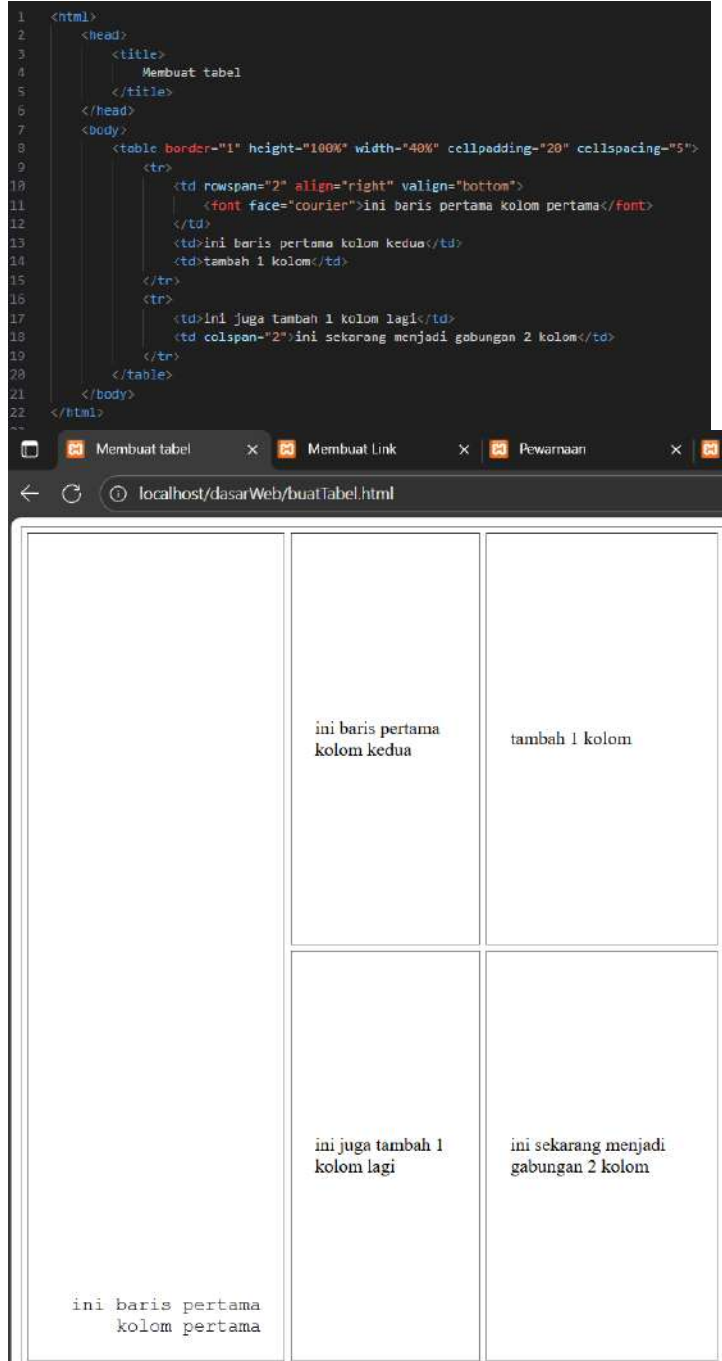 1 <html>
2 <head>
3 <title>
4 Membuat tabel
5 </title>
6 </head>
7 <body>
8 <table border="1" height="100%" width="40%" cellpadding="20" cellspacing="5">
9 <tr>
10 <td rowspan="2" align="right" valign="bottom">
11 <font face="courier">ini baris pertama kolom pertama</font>
12 </td>
13 <td>ini baris pertama kolom kedua</td>
14 <td>tambah 1 kolom</td>
15 </tr>
16 <tr>
17 <td>ini juga tambah 1 kolom lagi</td>
18 <td colspan="2">ini sekarang menjadi gabungan 2 kolom</td>
19 </tr>
20 </table>
21 </body>
22 </html>
Membuat tabel Membuat Link Pewarnaan
localhost/dasarWeb/buatTabel.html
ini baris pertama
kolom kedua
tambah 1 kolom
ini juga tambah 1
kolom lagi
ini sekarang menjadi
gabungan 2 kolom
ini baris pertama
kolom pertama